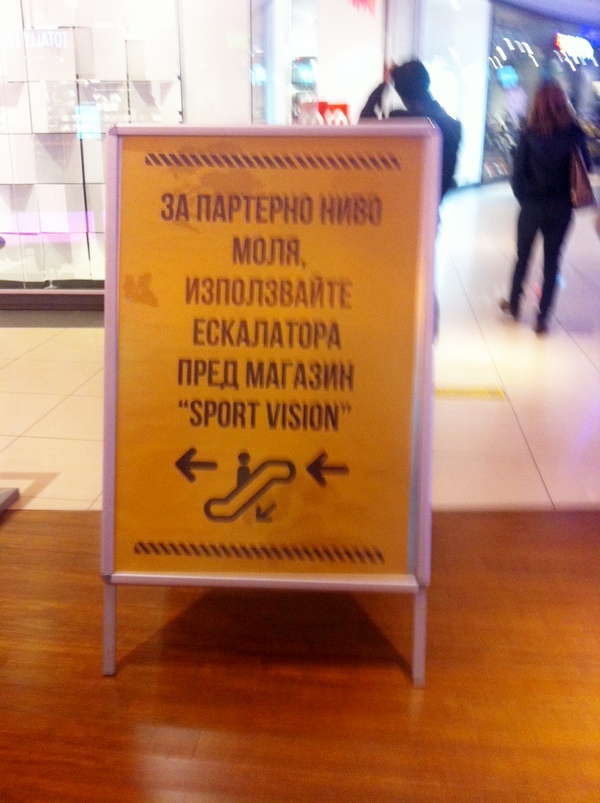 ЗА ПАРТЕРНО НИВО
МОЛЯ,
ИЗПОЛЗВАЙТЕ
ЕСКАЛАТОРА
ПРЕД МАГАЗИН
“SPORT VISION”